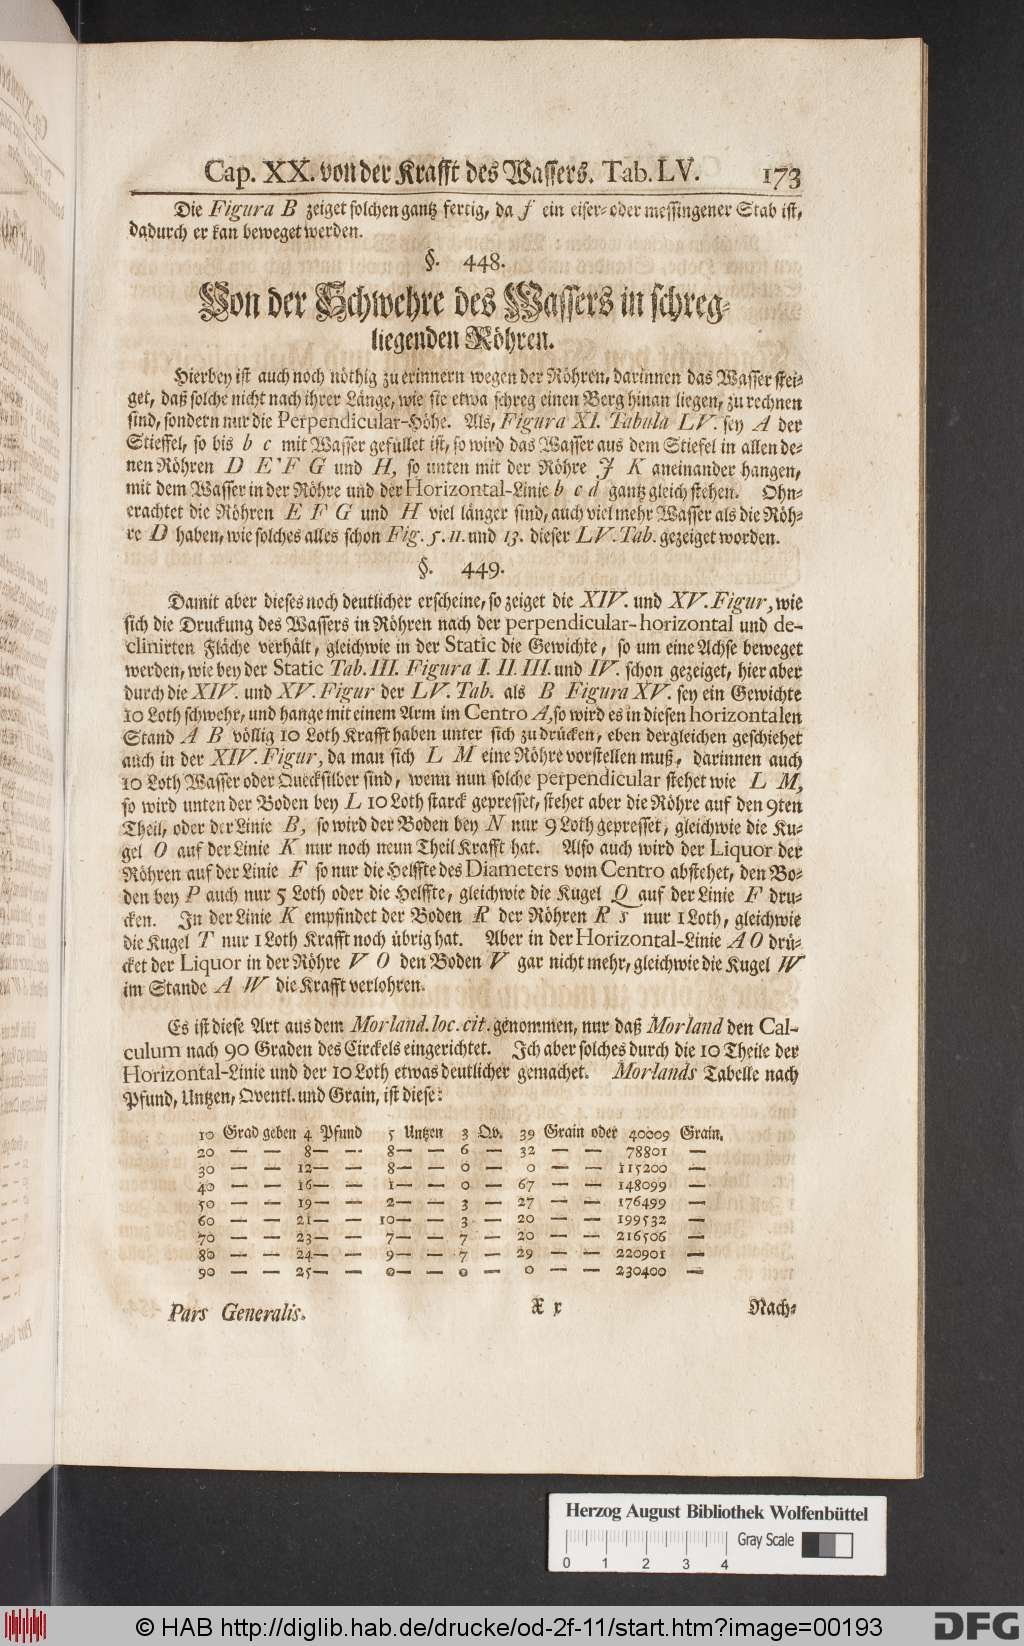 Cap. XX. von der Krafft des Wassers. Tab. LV. 173
Die Figura B zeiget solchen gantz fertig, da f ein eiser- oder messingener Stab ist,
dadurch er kan beweget werden.
§. 448.
Von der Schwehre des Wassers in schreg-
liegenden Röhren.
Hierbey ist auch noch nöthig zu erinnern wegen der Röhren, darinnen das Wasser stei-
get, daß solche nicht nach ihrer Länge, wie sie etwa schreg einen Berg hinan liegen, zu rechnen
sind, sondern nur die Perpendicular-Höhe. Als, Figura XI. Tabula LV. sey A der
Stieffel, so bis b c mit Wasser gefüllet ist, so wird das Wasser aus dem Stiefel in allen de-
nen Röhren D E F G und H, so unten mit der Röhre J K aneinander hangen,
mit dem Wasser in der Röhre und der Horizontal-Linie b c d gantz gleich stehen. Ohn-
erachtet die Röhren E F G und H viel länger sind, auch viel mehr Wasser als die Röh-
re D haben, wie solches alles schon Fig. 5. 11. und 13. dieser LV. Tab. gezeiget worden.
§. 449.
Damit aber dieses noch deutlicher erscheine, so zeiget die XIV. und XV. Figur, wie
sich die Druckung des Wassers in Röhren nach der perpendicular-horizontal und de-
clinirten Fläche verhält, gleichwie in der Static die Gewichte, so um eine Achse beweget
werden, wie bey der Static Tab. III. Figura I. II. III. und IV. schon gezeiget, hier aber
durch die XIV. und XV. Figur der LV. Tab. als B Figura XV. sey ein Gewichte
10 Loth schwehr, und hange mit einem Arm im Centro A, so wird es in diesen horizontalen
Stand A B völlig 10 Loth Krafft haben unter sich zu drücken, eben dergleichen geschiehet
auch in der XIV. Figur, da man sich L M eine Röhre vorstellen muß, darinnen auch
10 Loth Wasser oder Quecksilber sind, wenn nun solche perpendicular stehet wie L M,
so wird unten der Boden bey L 10 Loth starck gepresset, stehet aber die Röhre auf den 9ten
Theil, oder der Linie B, so wird der Boden bey N nur 9 Loth gepresset, gleichwie die Ku-
gel O auf der Linie K nur noch neun Theil Krafft hat. Also auch wird der Liquor der
Röhren auf der Linie F so nur die Helffte des Diameters vom Centro abstehet, den Bo-
den bey P auch nur 5 Loth oder die Helffte, gleichwie die Kugel Q auf der Linie F dru-
cken. In der Linie K empfindet der Boden R der Röhren R s nur 1 Loth, gleichwie
die Kugel T nur 1 Loth Krafft noch übrig hat. Aber in der Horizontal-Linie A O drü-
cket der Liquor in der Röhre V O den Boden V gar nicht mehr, gleichwie die Kugel W
im Stande A W die Krafft verlohren.
Es ist diese Art aus dem Morland. loc. cit. genommen, nur daß Morland den Cal-
culum nach 90 Graden des Circkels eingerichtet. Ich aber solches durch die 10 Theile der
Horizontal-Linie und der 10 Loth etwas deutlicher gemachet. Morlands Tabelle nach
Pfund, Untzen, Qventl. und Grain, ist diese:
10 Grad geben 4 Pfund 5 Untzen 3 Qv. 39 Grain oder 40009 Grain.
20 — — 8 — — 8 — — 6 — 32 — — 78801 —
30 — — 12 — — 8 — — 0 — 0 — — 115200 —
40 — — 16 — — 1 — — 0 — 67 — — 148099 —
50 — — 19 — — 2 — — 3 — 27 — — 176499 —
60 — — 21 — — 10 — — 3 — 20 — — 199532 —
70 — — 23 — — 7 — — 7 — 20 — — 216506 —
80 — — 24 — — 9 — — 7 — 29 — — 220901 —
90 — — 25 — — 0 — — 0 — 0 — — 230400 —
Pars Generalis. X x Nach-
Herzog August Bibliothek Wolfenbüttel
Gray Scale
0 1 2 3 4
© HAB http://diglib.hab.de/drucke/od-2f-11/start.htm?image=00193
DFG